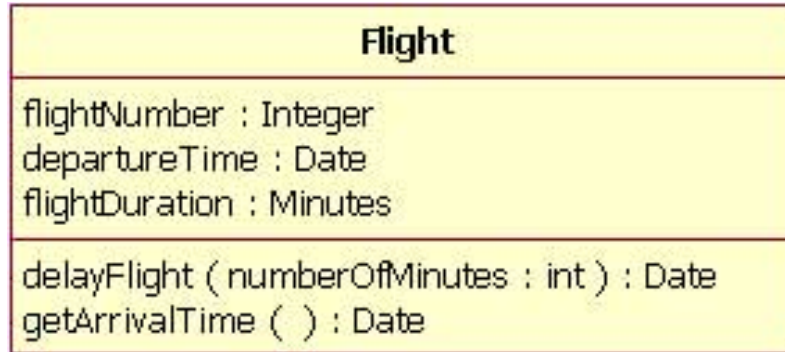 Flight
flightNumber : Integer
departureTime : Date
flightDuration : Minutes
delayFlight ( numberOfMinutes : int ) : Date
getArrivalTime ( ) : Date